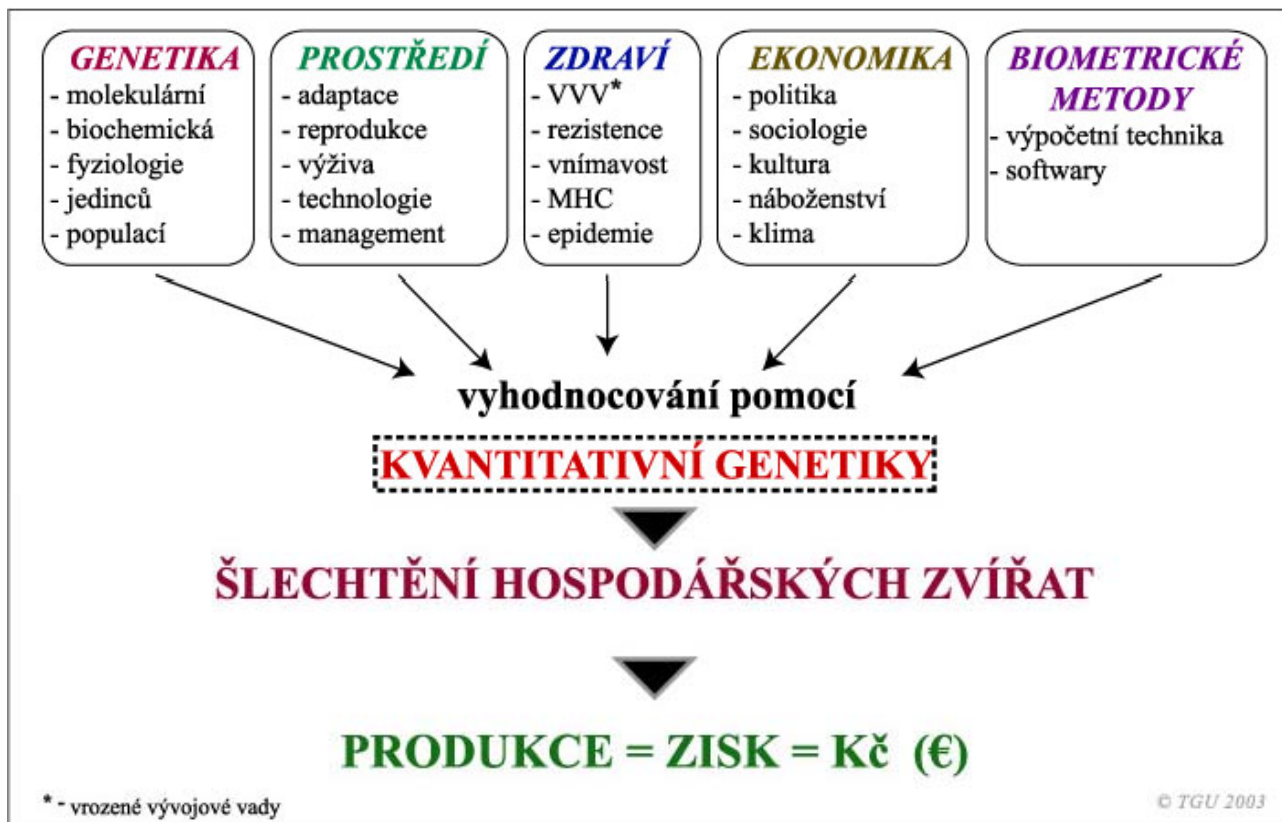 GENETIKA
- molekulární
- biochemická
- fyziologie
- jedinců
- populací
PROSTŘEDÍ
- adaptace
- reprodukce
- výživa
- technologie
- management
ZDRAVÍ
- VVV*
- rezistence
- vnímavost
- MHC
- epidemie
EKONOMIKA
- politika
- sociologie
- kultura
- náboženství
- klima
BIOMETRICKÉ
METODY
- výpočetní technika
- softwary
vyhodnocování pomocí
KVANTITATIVNÍ GENETIKY
ŠLECHTĚNÍ HOSPODÁŘSKÝCH ZVÍŘAT
PRODUKCE = ZISK = Kč (€)
* - vrozené vývojové vady
© TGU 2003